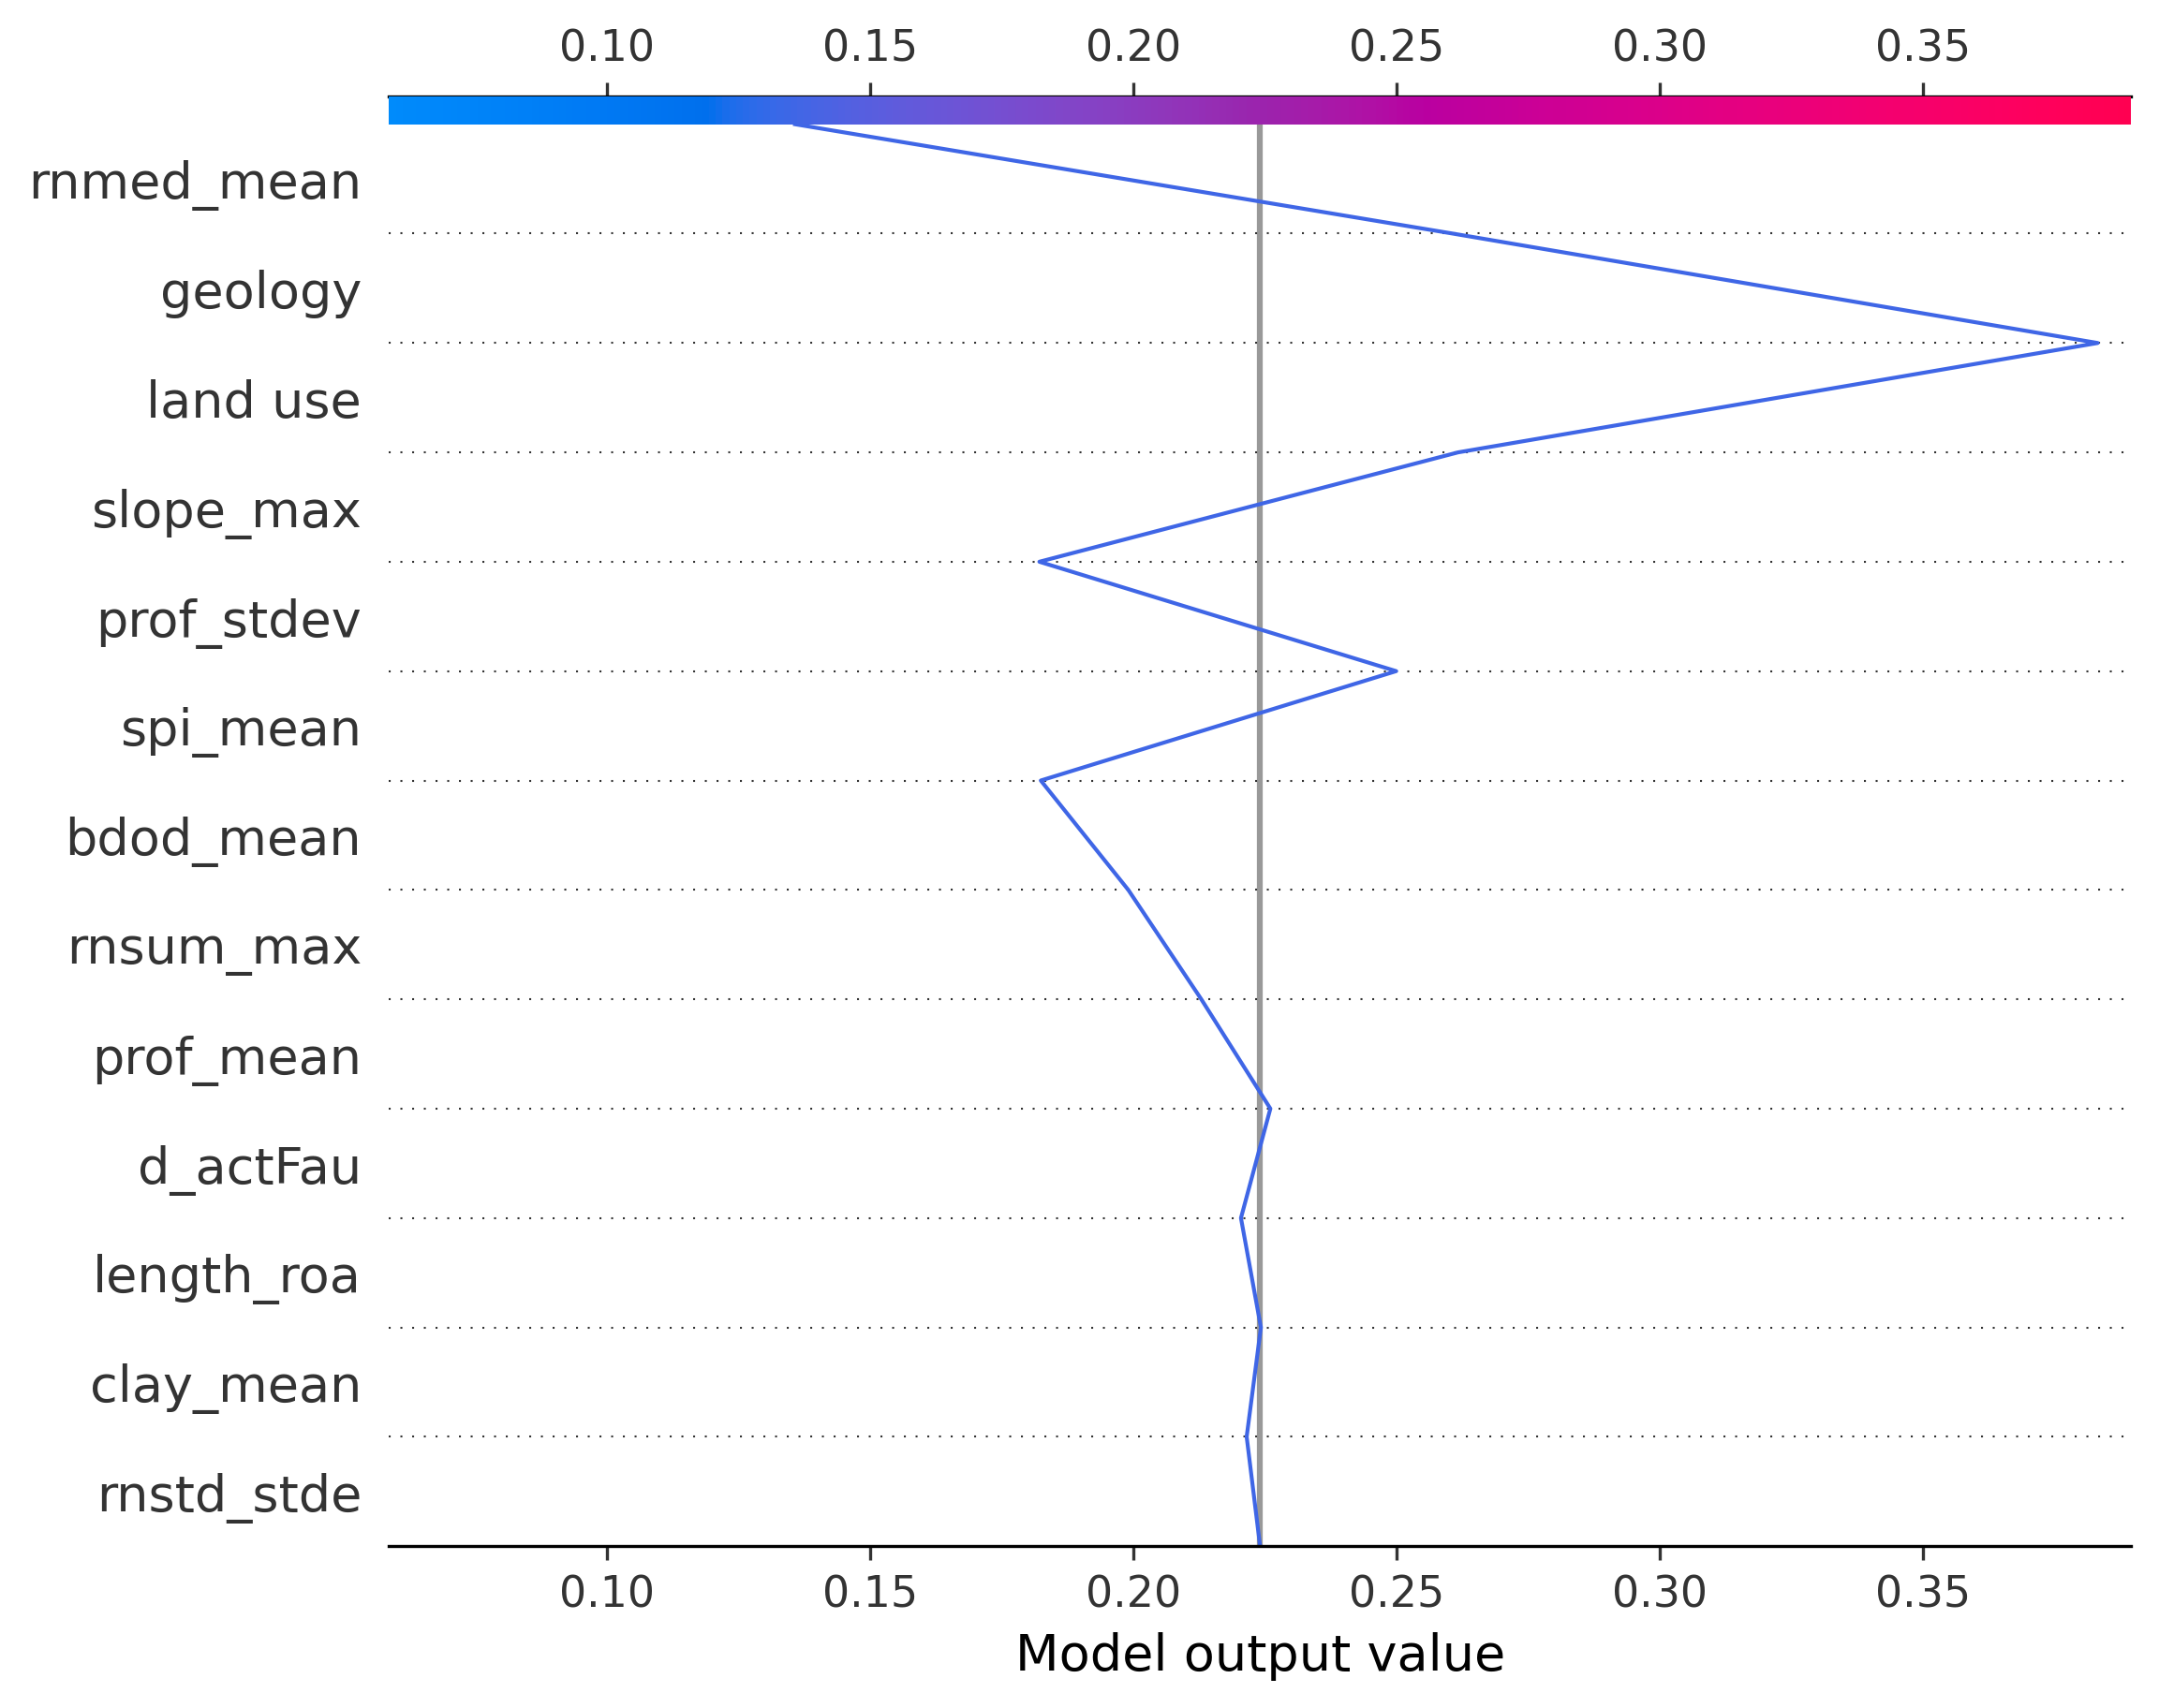 0.10 0.15 0.20 0.25 0.30 0.35
rnmed_mean
geology
land use
slope_max
prof_stdev
spi_mean
bdod_mean
rnsum_max
prof_mean
d_actFau
length_roa
clay_mean
rnstd_stde
0.10 0.15 0.20 0.25 0.30 0.35
Model output value